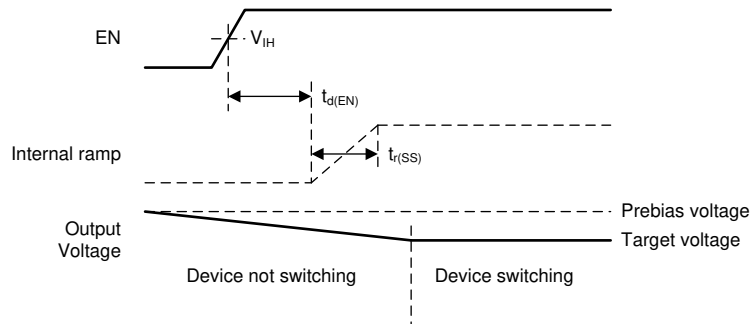 EN
VIH
td(EN)
Internal ramp
tr(SS)
Prebias voltage
Output
Voltage
Target voltage
Device not switching
Device switching